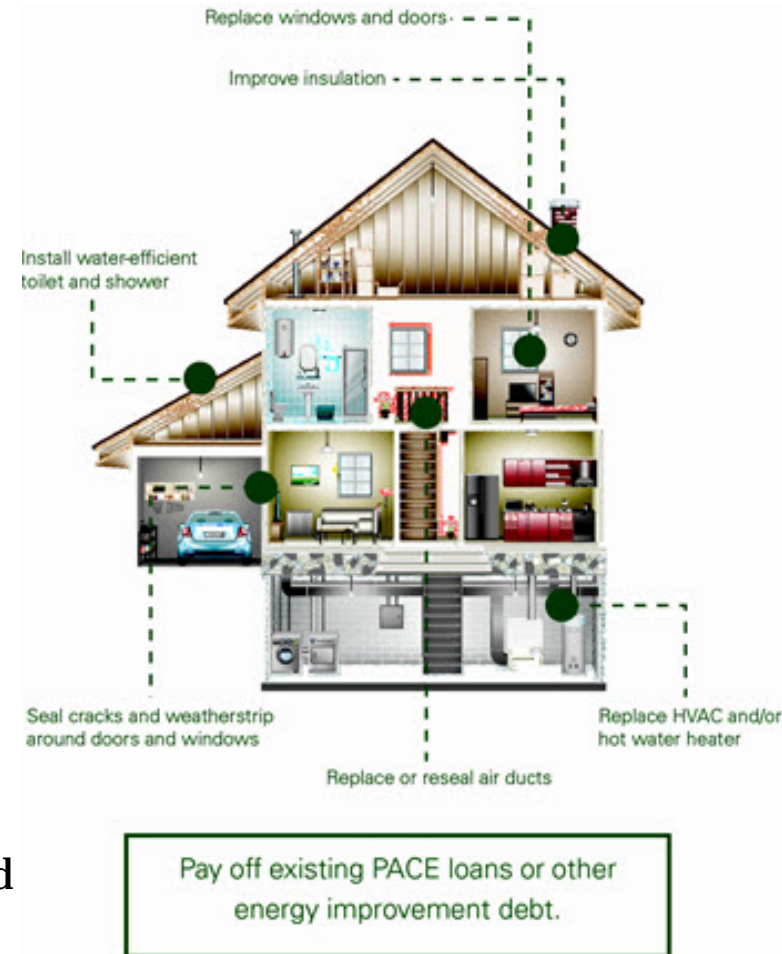 Replace windows and doors
Improve insulation
Install water-efficient
toilet and shower
Seal cracks and weatherstrip
around doors and windows
Replace HVAC and/or
hot water heater
Replace or reseal air ducts
d
Pay off existing PACE loans or other
energy improvement debt.